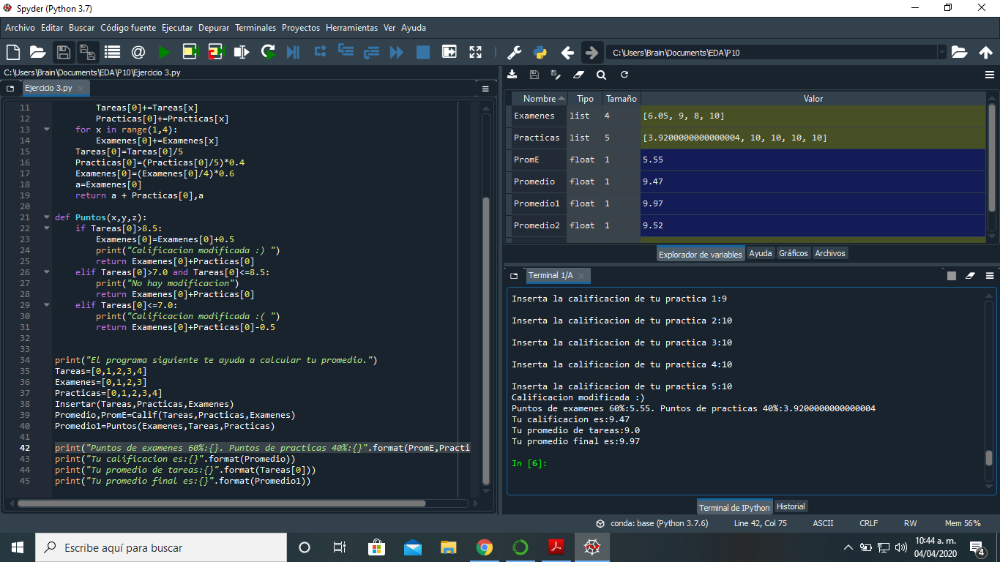 Spyder (Python 3.7)
Archivo Editar Buscar Código fuente Ejecutar Depurar Terminales Proyectos Herramientas Ver Ayuda
C:\Users\Brain\Documents\EDA\P10
C:\Users\Brain\Documents\EDA\P10\Ejercicio 3.py
Ejercicio 3.py
11 Tareas[0]+=Tareas[x]
12 Practicas[0]+=Practicas[x]
13 for x in range(1,4):
14 Examenes[0]+=Examenes[x]
15 Tareas[0]=Tareas[0]/5
16 Practicas[0]=(Practicas[0]/5)*0.4
17 Examenes[0]=(Examenes[0]/4)*0.6
18 a=Examenes[0]
19 return a + Practicas[0],a
20
21 def Puntos(x,y,z):
22 if Tareas[0]>8.5:
23 Examenes[0]=Examenes[0]+0.5
24 print("Calificacion modificada :) ")
25 return Examenes[0]+Practicas[0]
26 elif Tareas[0]>7.0 and Tareas[0]<=8.5:
27 print("No hay modificacion")
28 return Examenes[0]+Practicas[0]
29 elif Tareas[0]<=7.0:
30 print("Calificacion modificada :( ")
31 return Examenes[0]+Practicas[0]-0.5
32
33
34 print("El programa siguiente te ayuda a calcular tu promedio.")
35 Tareas=[0,1,2,3,4]
36 Examenes=[0,1,2,3]
37 Practicas=[0,1,2,3,4]
38 Insertar(Tareas,Practicas,Examenes)
39 Promedio,PromE=Calif(Tareas,Practicas,Examenes)
40 Promedio1=Puntos(Examenes,Tareas,Practicas)
41
42 print("Puntos de examenes 60%:{}. Puntos de practicas 40%:{}".format(PromE,Practi
43 print("Tu calificacion es:{}".format(Promedio))
44 print("Tu promedio de tareas:{}".format(Tareas[0]))
45 print("Tu promedio final es:{}".format(Promedio1))
Nombre Tipo Tamaño Valor
Examenes list 4 [6.05, 9, 8, 10]
Practicas list 5 [3.9200000000000004, 10, 10, 10, 10]
PromE float 1 5.55
Promedio float 1 9.47
Promedio1 float 1 9.97
Promedio2 float 1 9.52
Explorador de variables Ayuda Gráficos Archivos
Terminal 1/A
Inserta la calificacion de tu practica 1:9
Inserta la calificacion de tu practica 2:10
Inserta la calificacion de tu practica 3:10
Inserta la calificacion de tu practica 4:10
Inserta la calificacion de tu practica 5:10
Calificacion modificada :)
Puntos de examenes 60%:5.55. Puntos de practicas 40%:3.9200000000000004
Tu calificacion es:9.47
Tu promedio de tareas:9.0
Tu promedio final es:9.97
In [6]:
Terminal de IPython Historial
conda: base (Python 3.7.6) Line 42, Col 75 ASCII CRLF RW Mem 56%
Escribe aquí para buscar
10:44 a. m.
04/04/2020
4